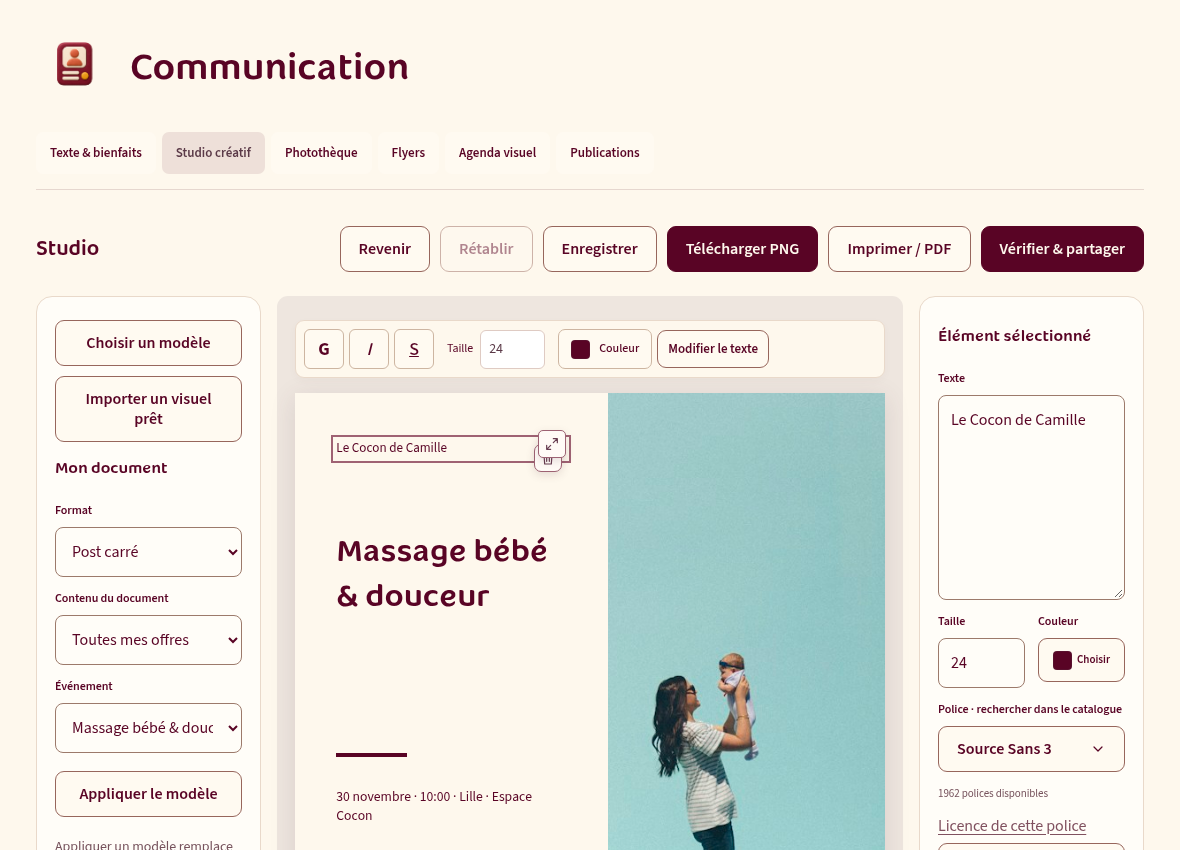 Communication
Texte & bienfaits
Studio créatif
Photothèque
Flyers
Agenda visuel
Publications
Studio
Revenir
Rétablir
Enregistrer
Télécharger PNG
Imprimer / PDF
Vérifier & partager
Choisir un modèle
Importer un visuel
prêt
Mon document
Format
Post carré
Contenu du document
Toutes mes offres
Événement
Massage bébé & douc
Appliquer le modèle
Appliquer un modèle remplace
G
I
S
Taille
24
Couleur
Modifier le texte
Le Cocon de Camille
Massage bébé
& douceur
30 novembre · 10:00 · Lille · Espace
Cocon
Élément sélectionné
Texte
Le Cocon de Camille
Taille
Couleur
24
Choisir
Police · rechercher dans le catalogue
Source Sans 3
1962 polices disponibles
Licence de cette police